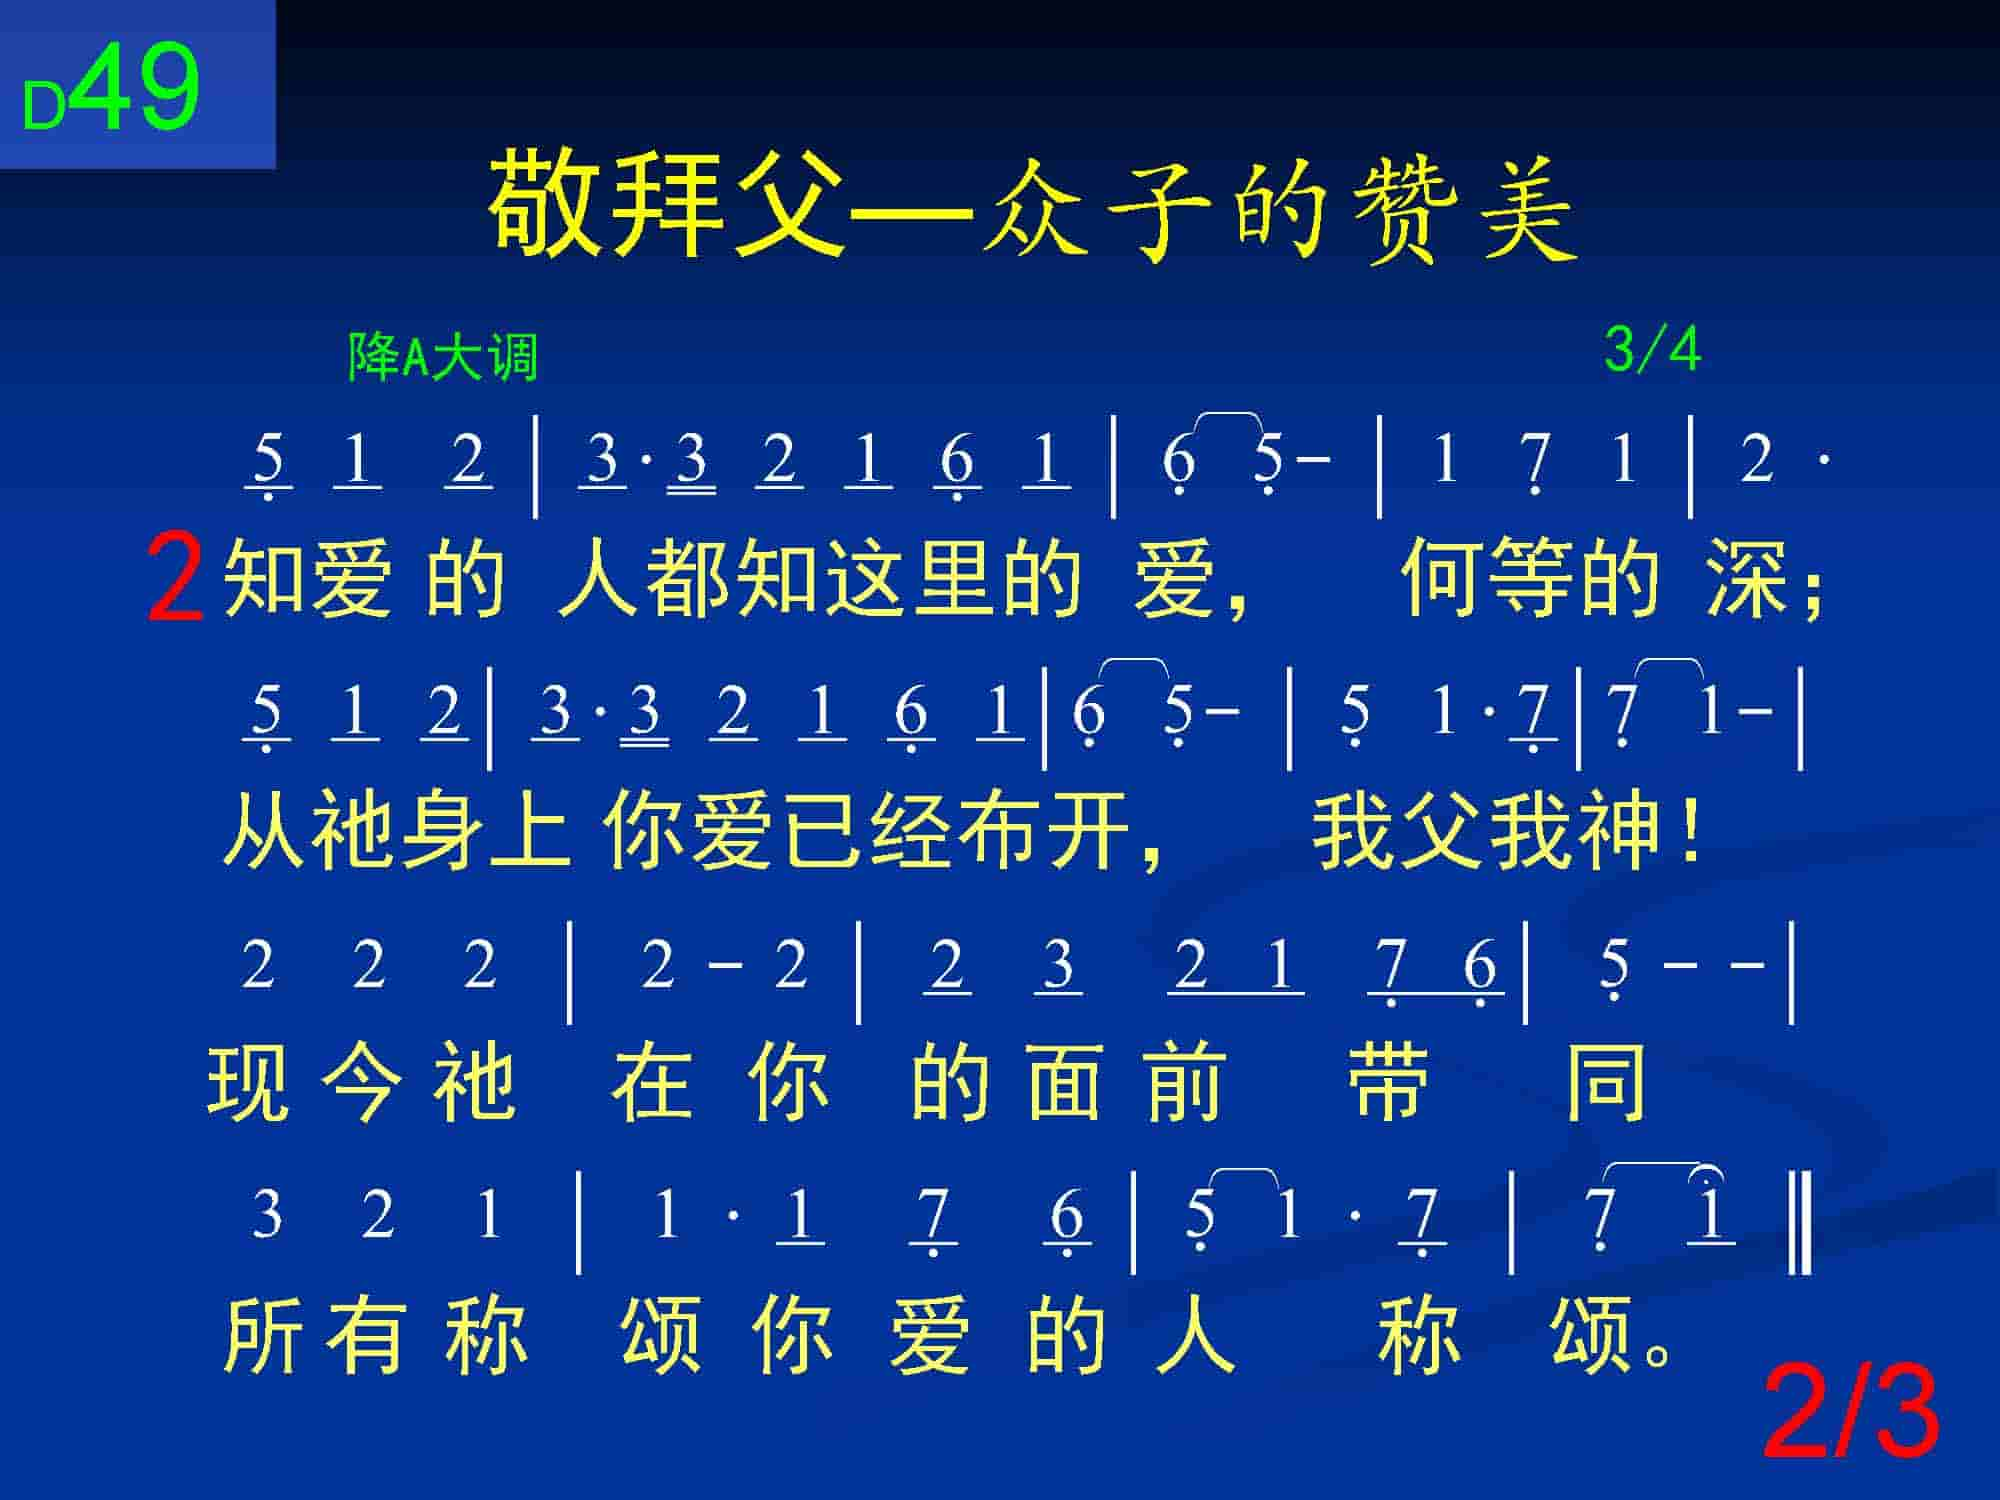 D49
敬拜父—众子的赞美
降A大调 3/4
5 1 2 | 3·3 2 1 6 1 | 6 5– | 1 7 1 | 2 ·
2 知爱的 人都知这里的 爱， 何等的 深；
5 1 2 | 3·3 2 1 6 1 | 6 5– | 5 1·7 | 7 1– |
从祂身上 你爱已经布开， 我父我神！
2 2 2 | 2 – 2 | 2 3 2 1 7 6 | 5 – – |
现今祂 在你 的面前 带 同
3 2 1 | 1 · 1 7 6 | 5 1 · 7 | 7 1 ‖
所有称 颂你爱的人 称 颂。
2/3